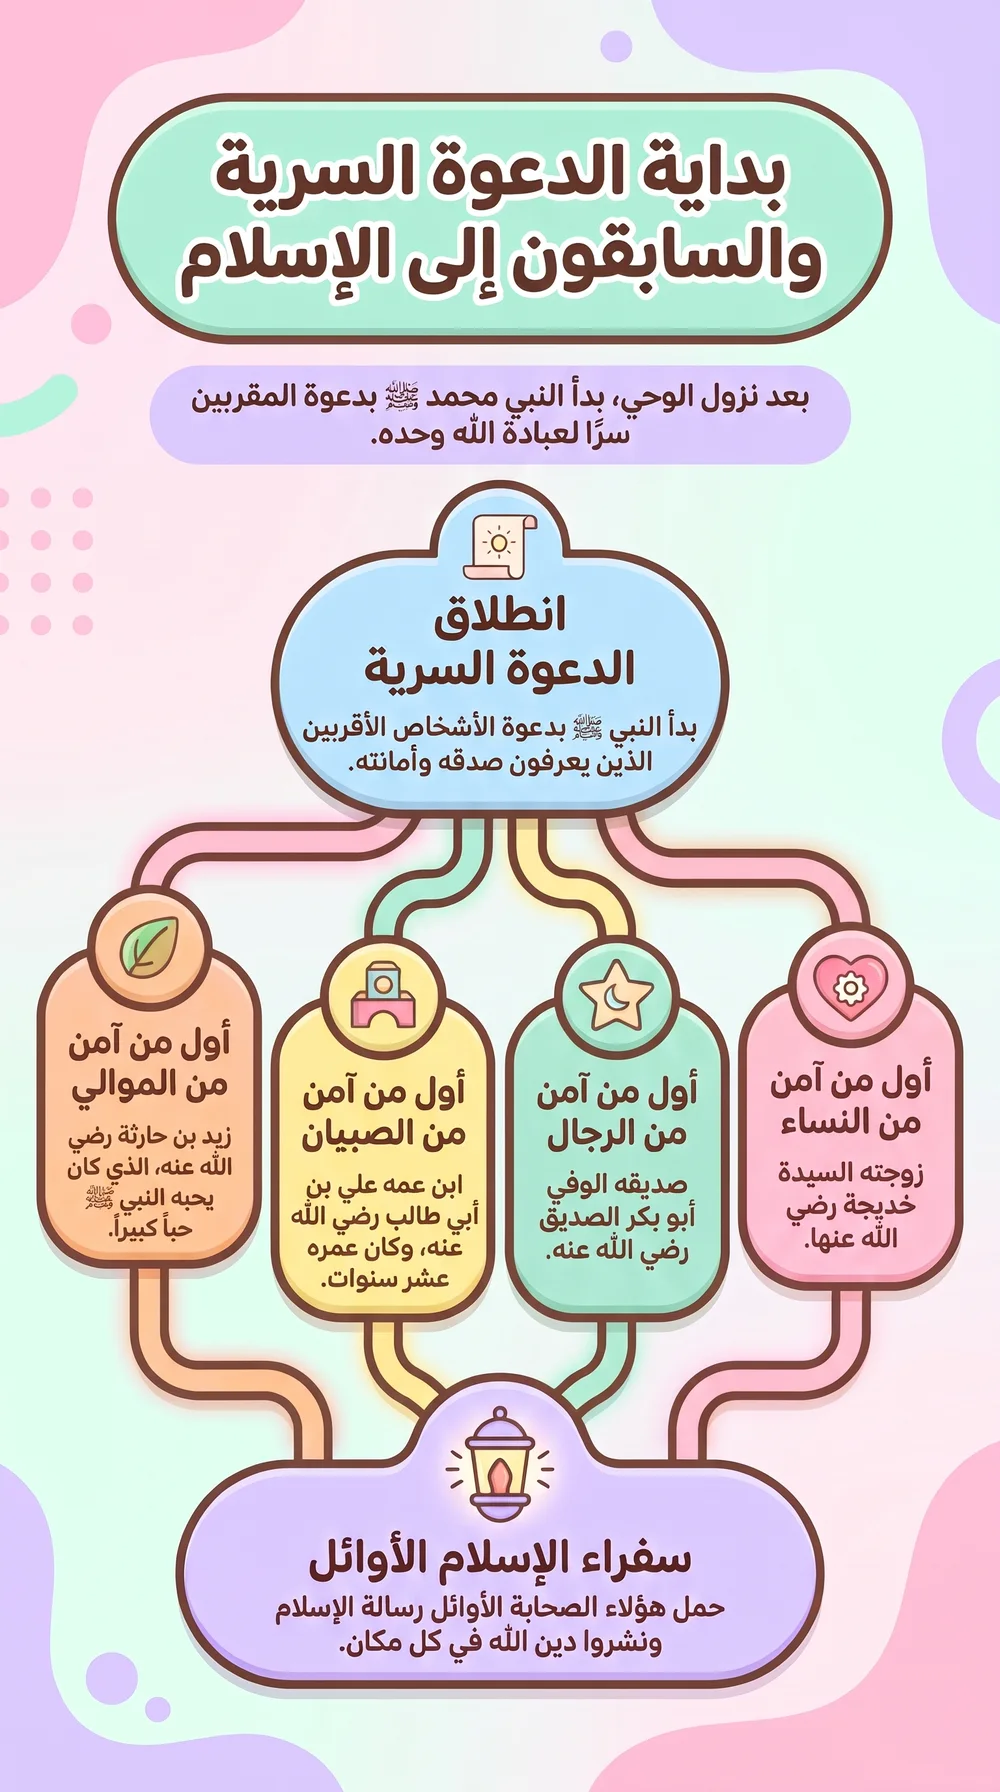 بداية الدعوة السرية
والسابقون إلى الإسلام
بعد نزول الوحي، بدأ النبي محمد ﷺ بدعوة المقربين
سرًا لعبادة الله وحده.
انطلاق
الدعوة السرية
بدأ النبي ﷺ بدعوة الأشخاص الأقربين
الذين يعرفون صدقه وأمانته.
أول من آمن
من النساء
زوجته السيدة
خديجة رضي
الله عنها.
أول من آمن
من الرجال
صديقه الوفي
أبو بكر الصديق
رضي الله عنه.
أول من آمن
من الصبيان
ابن عمه علي بن
أبي طالب رضي الله
عنه، وكان عمره
عشر سنوات.
أول من آمن
من الموالي
زيد بن حارثة رضي
الله عنه، الذي كان
يحبه النبي ﷺ
حباً كبيراً.
سفراء الإسلام الأوائل
حمل هؤلاء الصحابة الأوائل رسالة الإسلام
ونشروا دين الله في كل مكان.